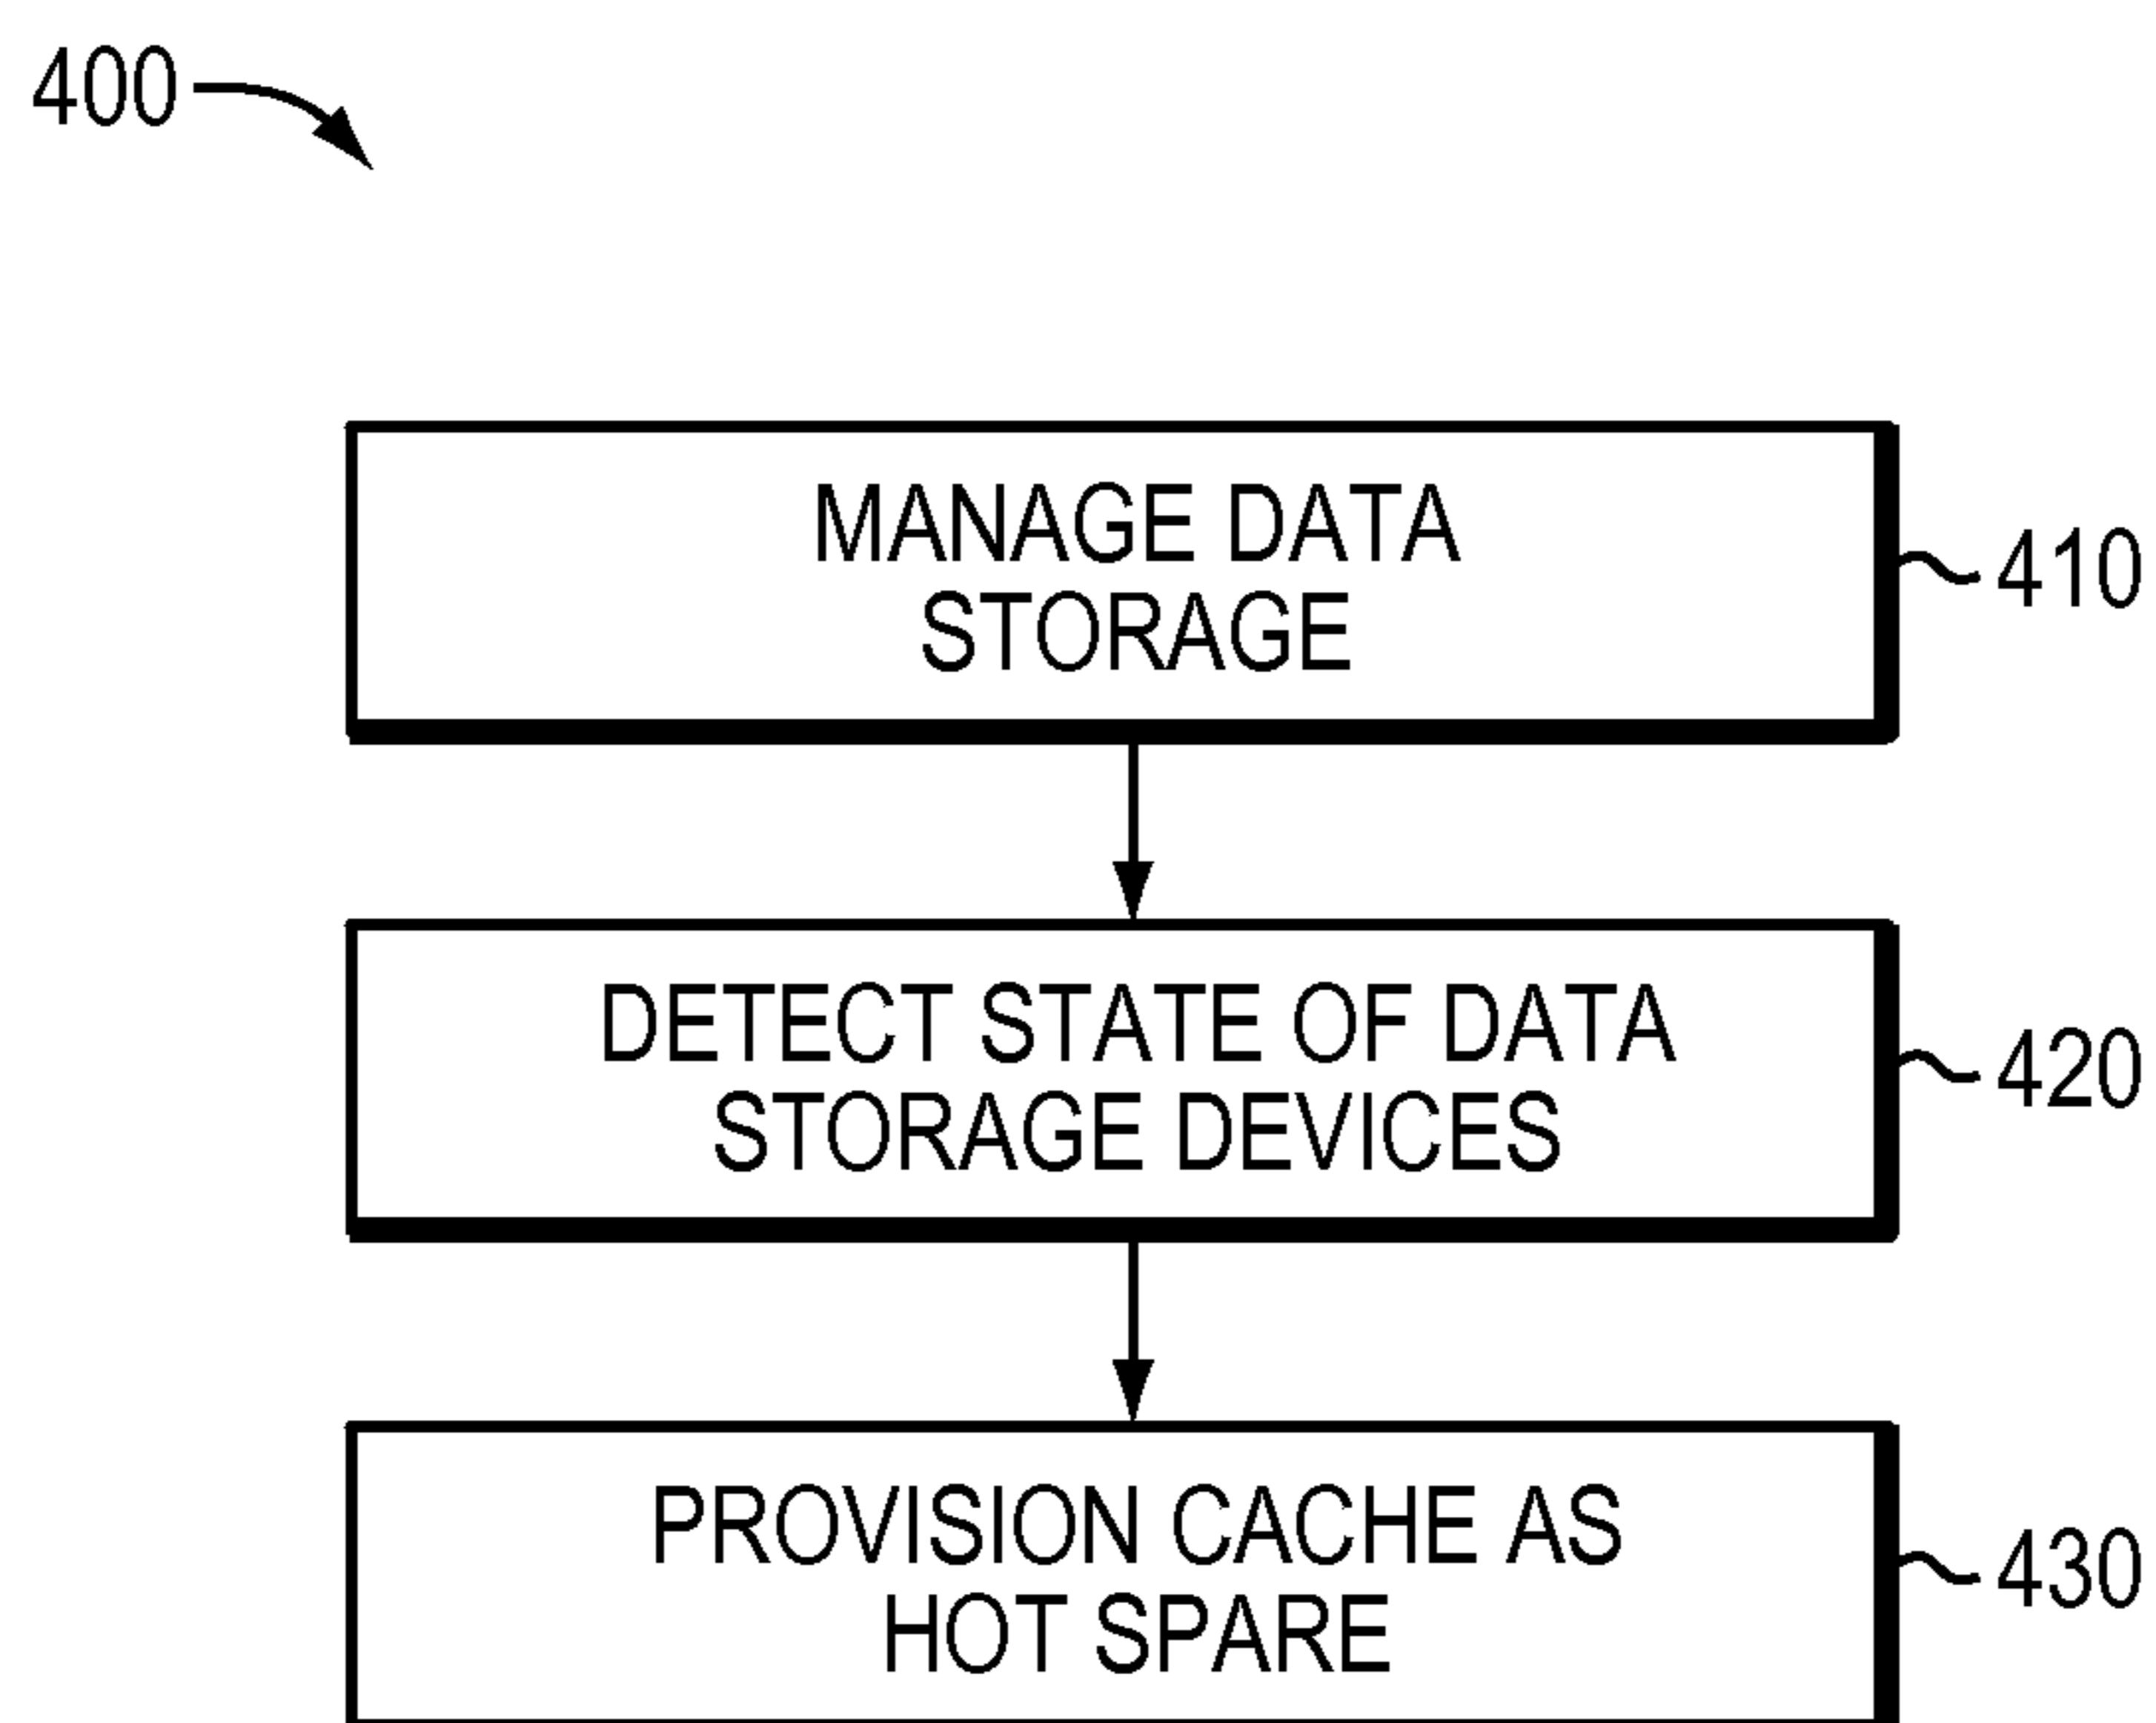 400
MANAGE DATA
STORAGE
410
DETECT STATE OF DATA
STORAGE DEVICES
420
PROVISION CACHE AS
HOT SPARE
430